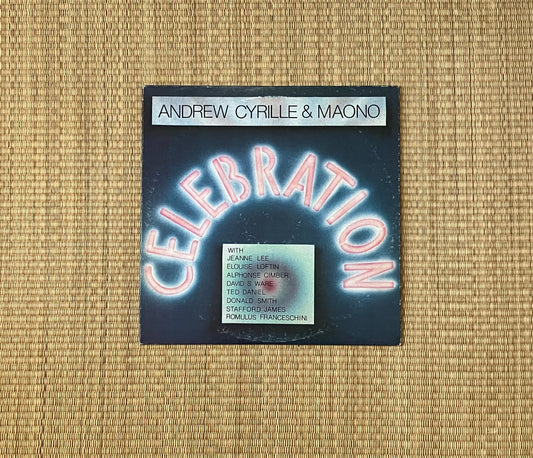 ANDREW CYRILLE & MAONO
CELEBRATION
WITH
JEANNE LEE
ELOUISE LOFTIN
ALPHONSE CIMBER
DAVID S. WARE
TED DANIEL
DONALD SMITH
STAFFORD JAMES
ROMULUS FRANCESCHINI